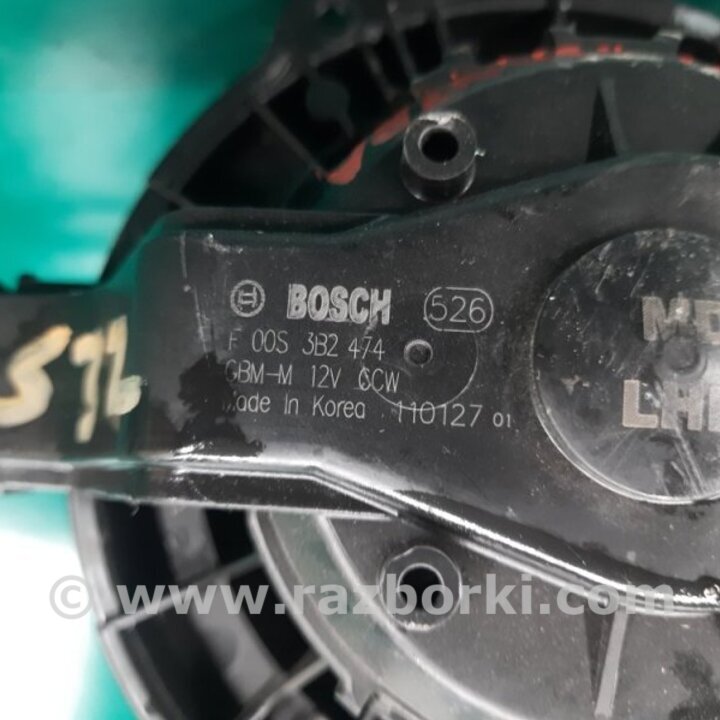 BOSCH 526
F 00S 3B2 474
GBM-M 12V CCW
Made In Korea 110127 01
© www.razborki.com